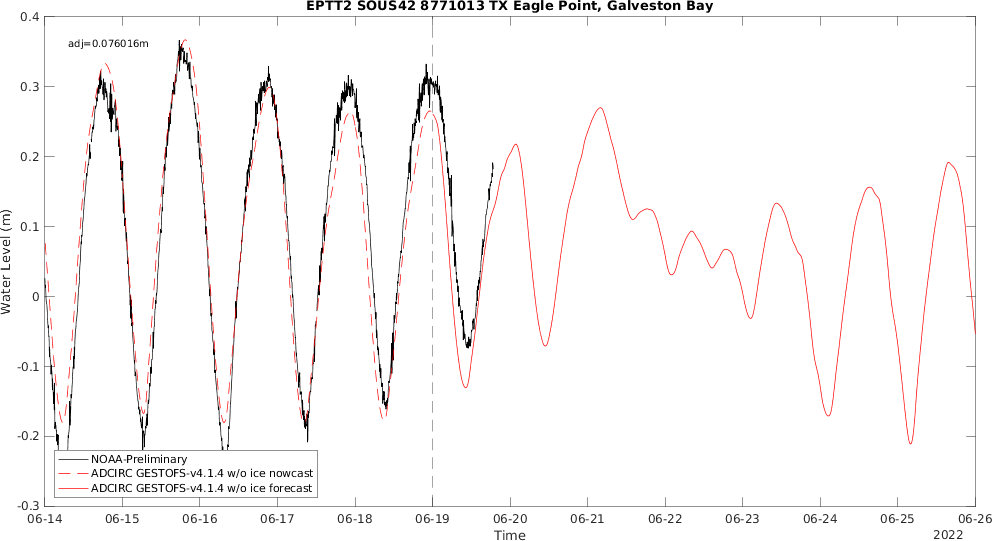 EPTT2 SOUS42 8771013 TX Eagle Point, Galveston Bay
adj=0.076016m
0.4
0.3
0.2
0.1
0
-0.1
-0.2
-0.3
Water Level (m)
NOAA-Preliminary
ADCIRC GESTOFS-v4.1.4 w/o ice nowcast
ADCIRC GESTOFS-v4.1.4 w/o ice forecast
06-14 06-15 06-16 06-17 06-18 06-19 06-20 06-21 06-22 06-23 06-24 06-25 06-26
Time
2022